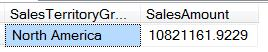 SalesTerritoryGr... SalesAmount
North America 10821161.9229